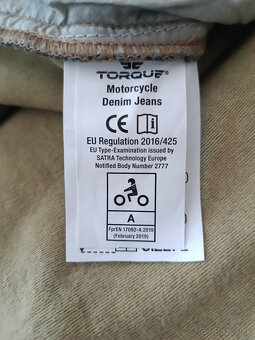 TORQUE®
Motorcycle
Denim Jeans
CE
EU Regulation 2016/425
EU Type-Examination issued by
SATRA Technology Europe
Notified Body Number 2777
A
FprEN 17092-4:2019
(February 2019)